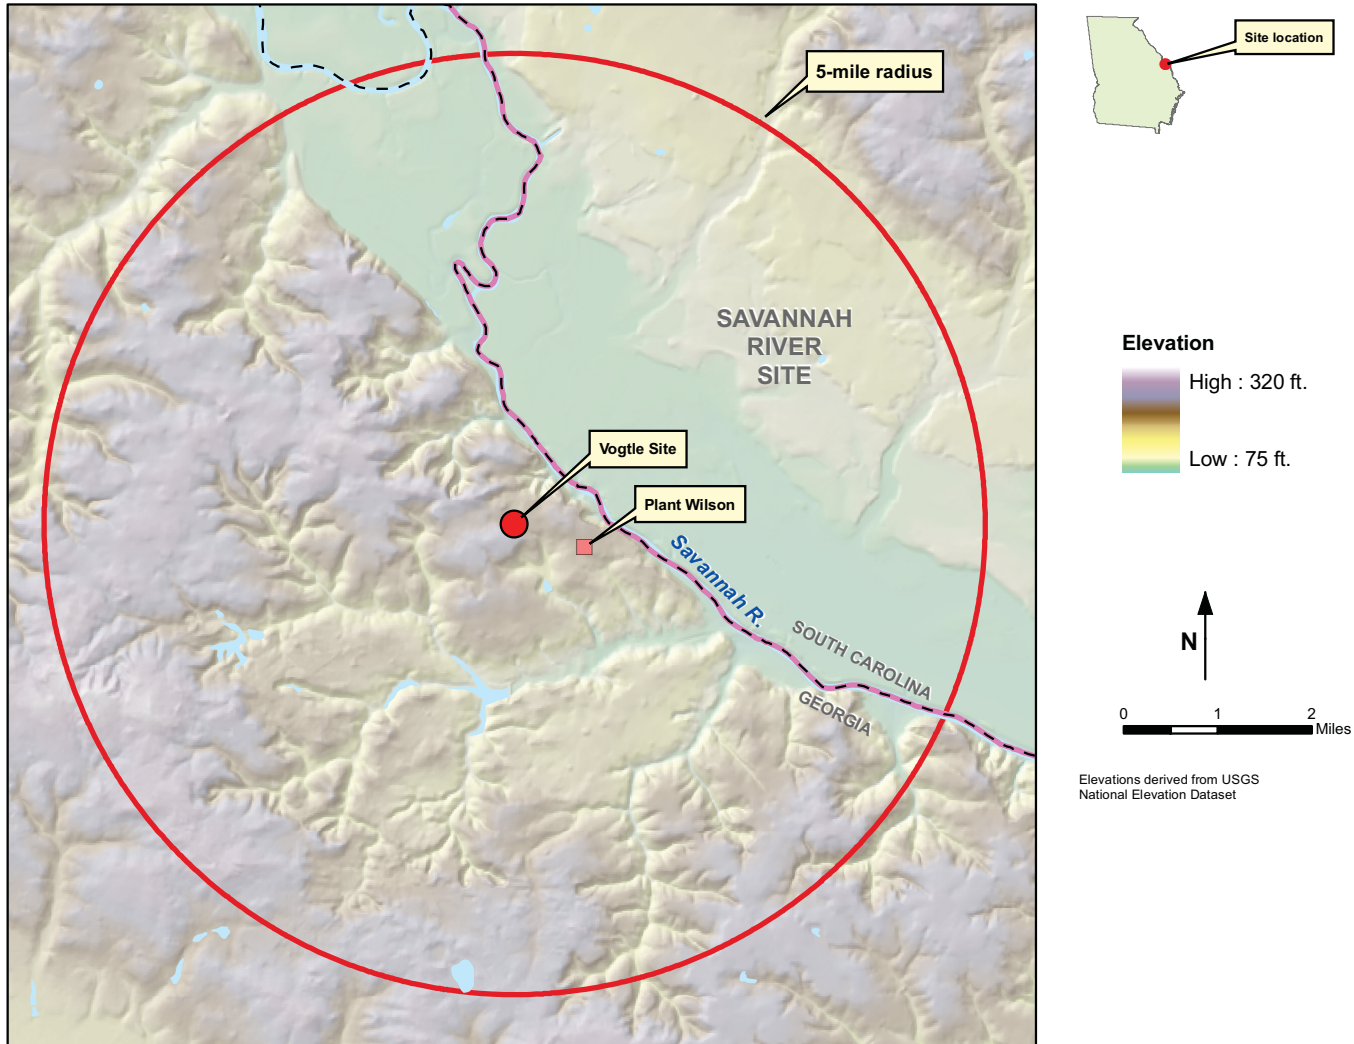 5-mile radius
Site location
SAVANNAH
RIVER
SITE
Elevation
High : 320 ft.
Low : 75 ft.
Vogtle Site
Plant Wilson
Savannah R.
SOUTH CAROLINA
GEORGIA
N
0 1 2
Miles
Elevations derived from USGS
National Elevation Dataset